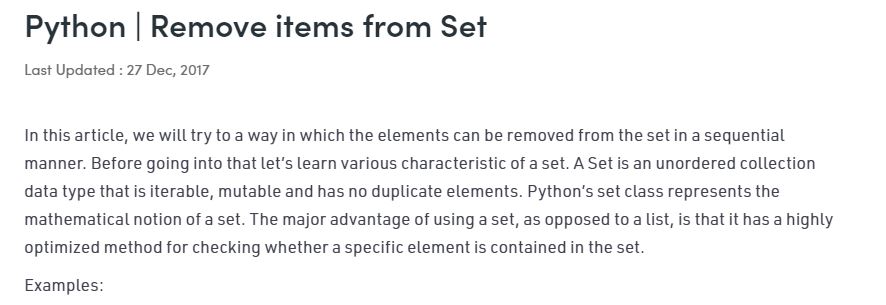 Python | Remove items from Set
Last Updated : 27 Dec, 2017
In this article, we will try to a way in which the elements can be removed from the set in a sequential
manner. Before going into that let's learn various characteristic of a set. A Set is an unordered collection
data type that is iterable, mutable and has no duplicate elements. Python's set class represents the
mathematical notion of a set. The major advantage of using a set, as opposed to a list, is that it has a highly
optimized method for checking whether a specific element is contained in the set.
Examples: